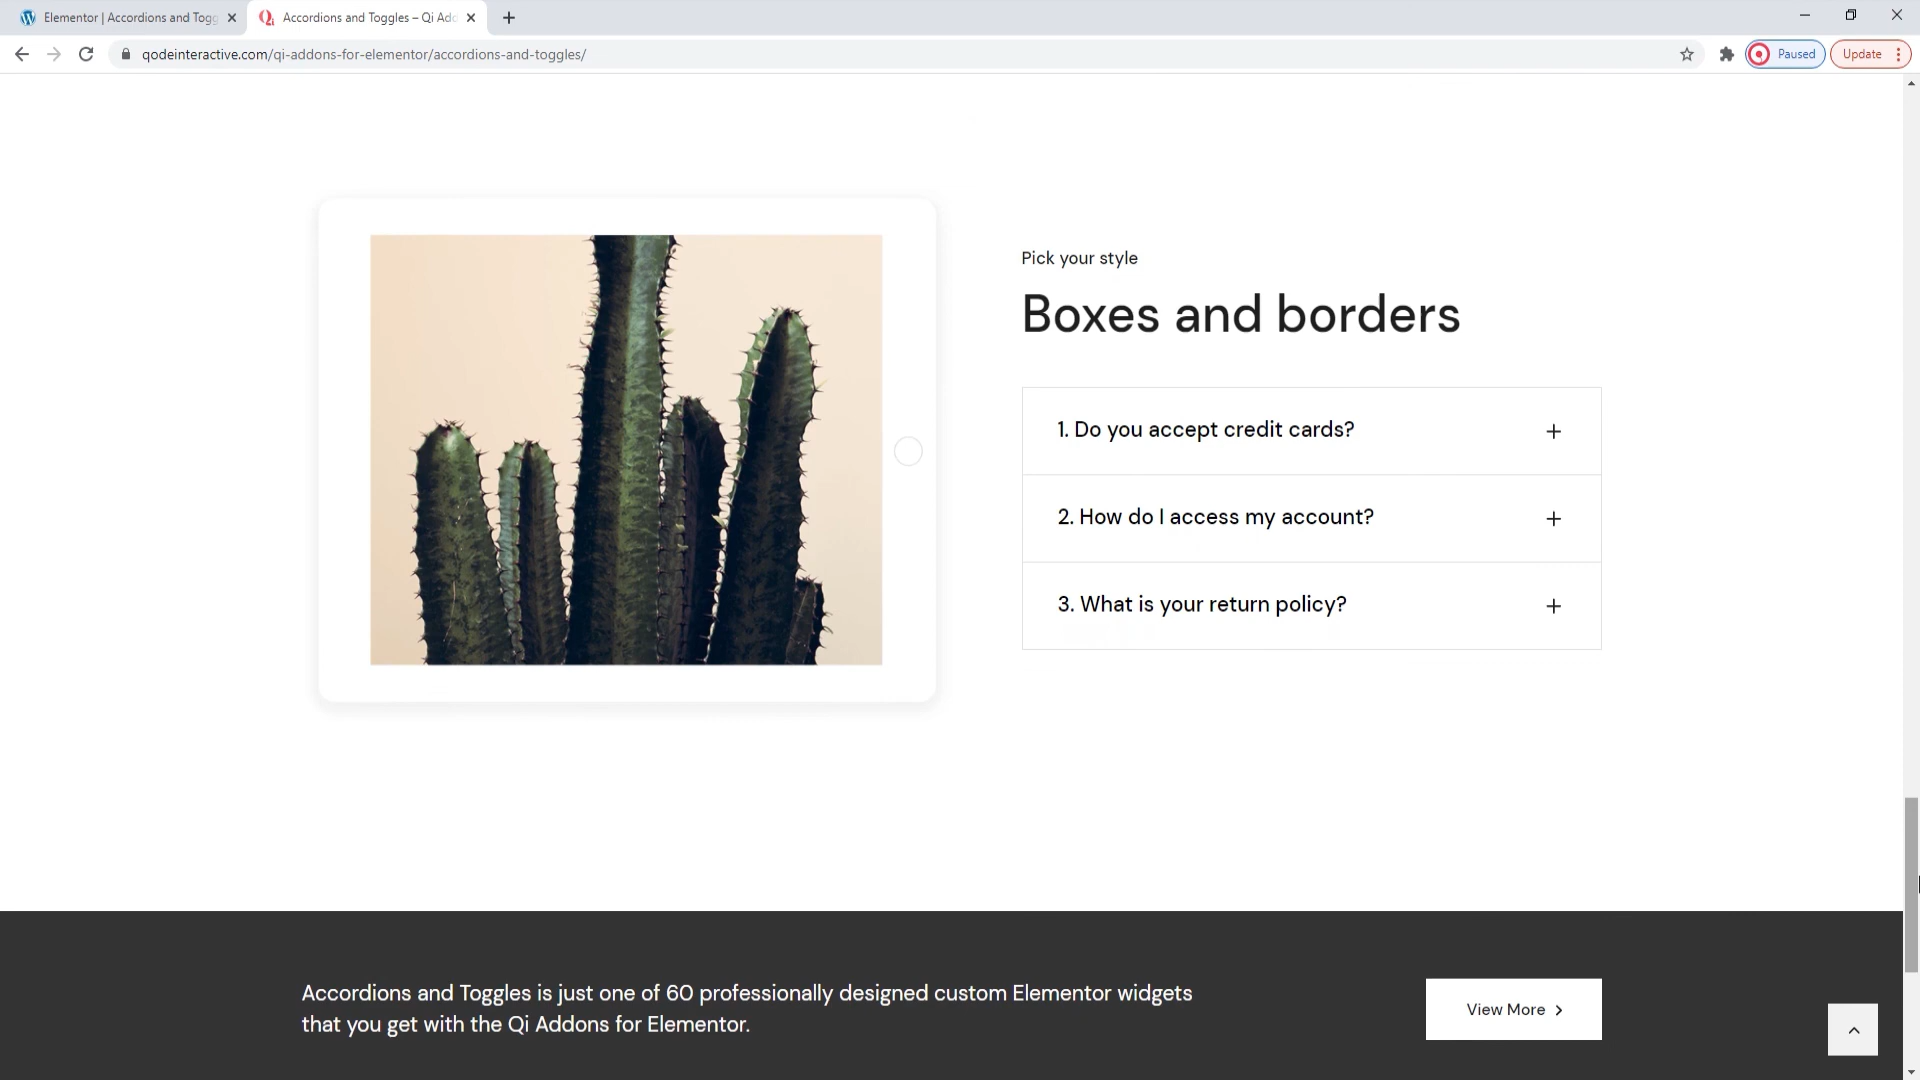 Elementor | Accordions and Togg
Accordions and Toggles – Qi Add
qodeinteractive.com/qi-addons-for-elementor/accordions-and-toggles/
Paused
Update
Pick your style
Boxes and borders
1. Do you accept credit cards?
2. How do I access my account?
3. What is your return policy?
Accordions and Toggles is just one of 60 professionally designed custom Elementor widgets
that you get with the Qi Addons for Elementor.
View More